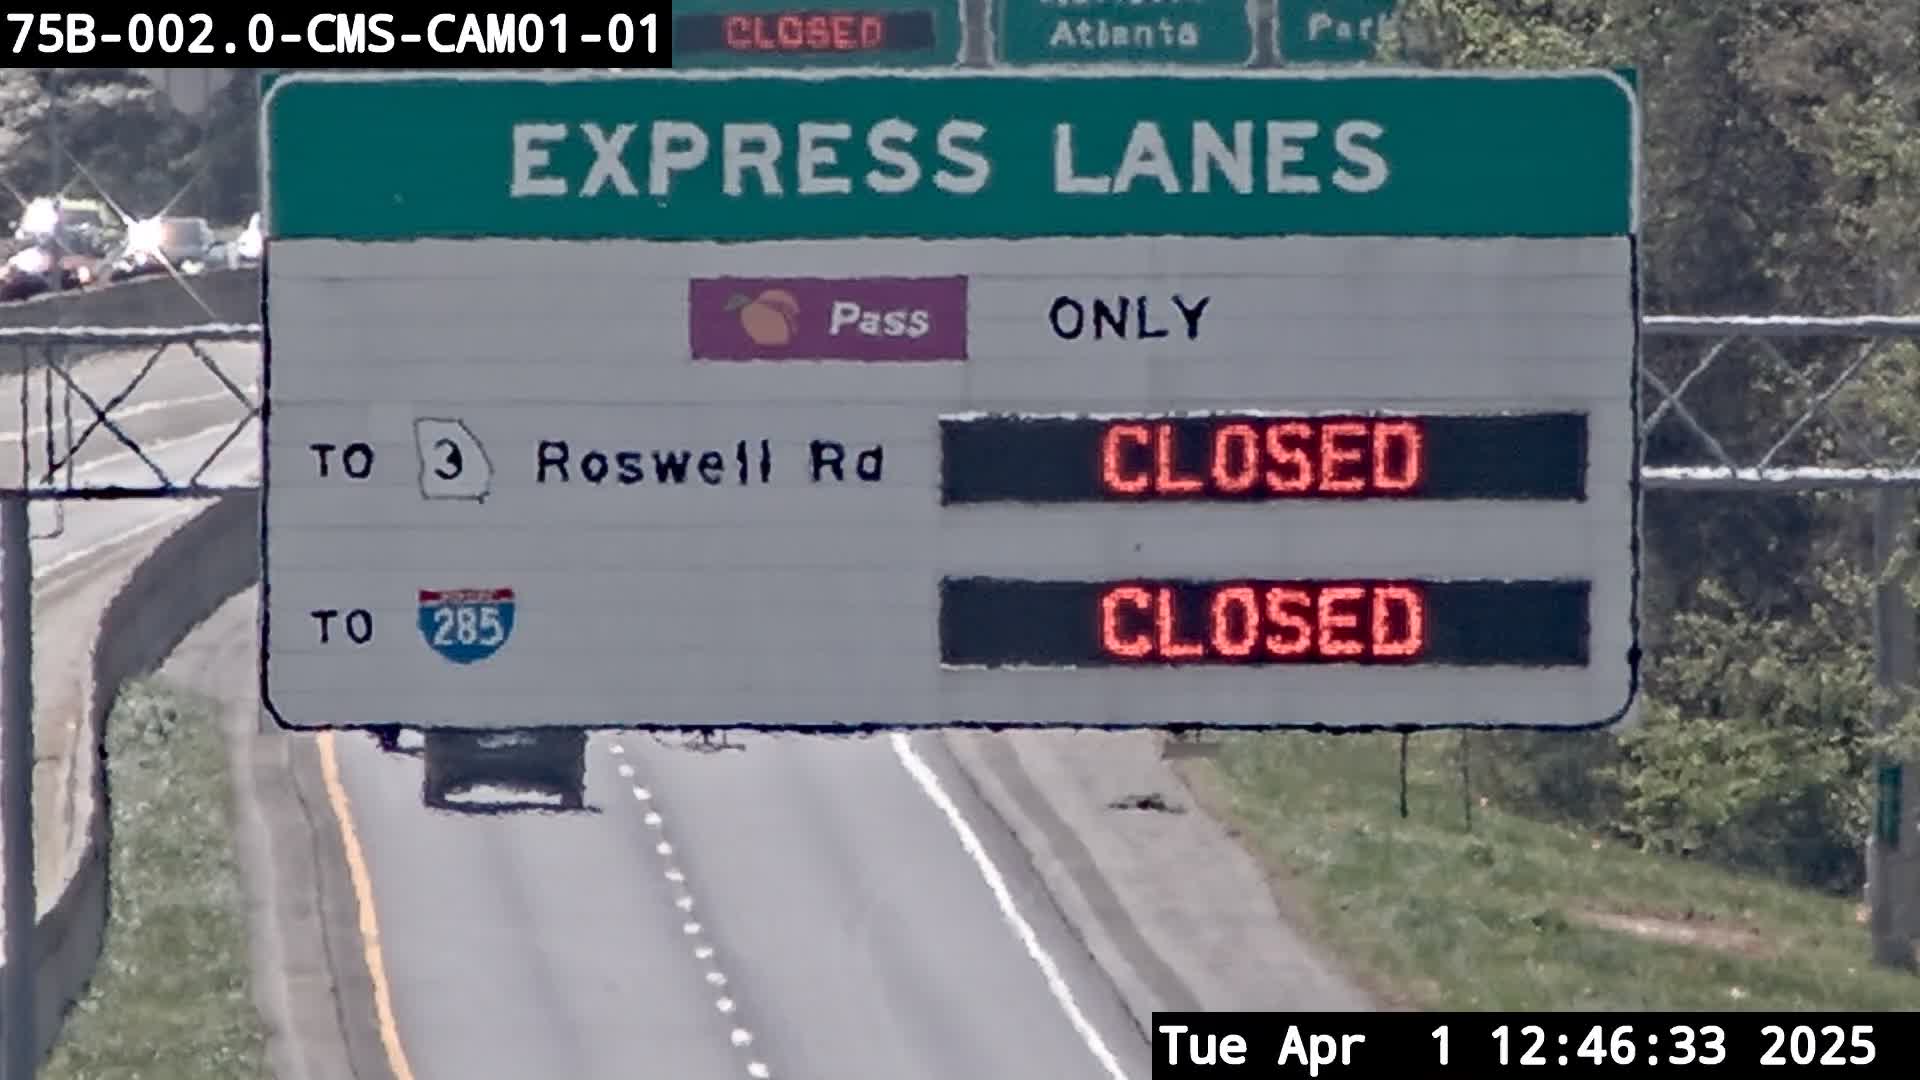 75B-002.0-CMS-CAM01-01
CLOSED
Atlanta
EXPRESS LANES
Pass ONLY
TO 3 Roswell Rd CLOSED
TO 285 CLOSED
Tue Apr 1 12:46:33 2025